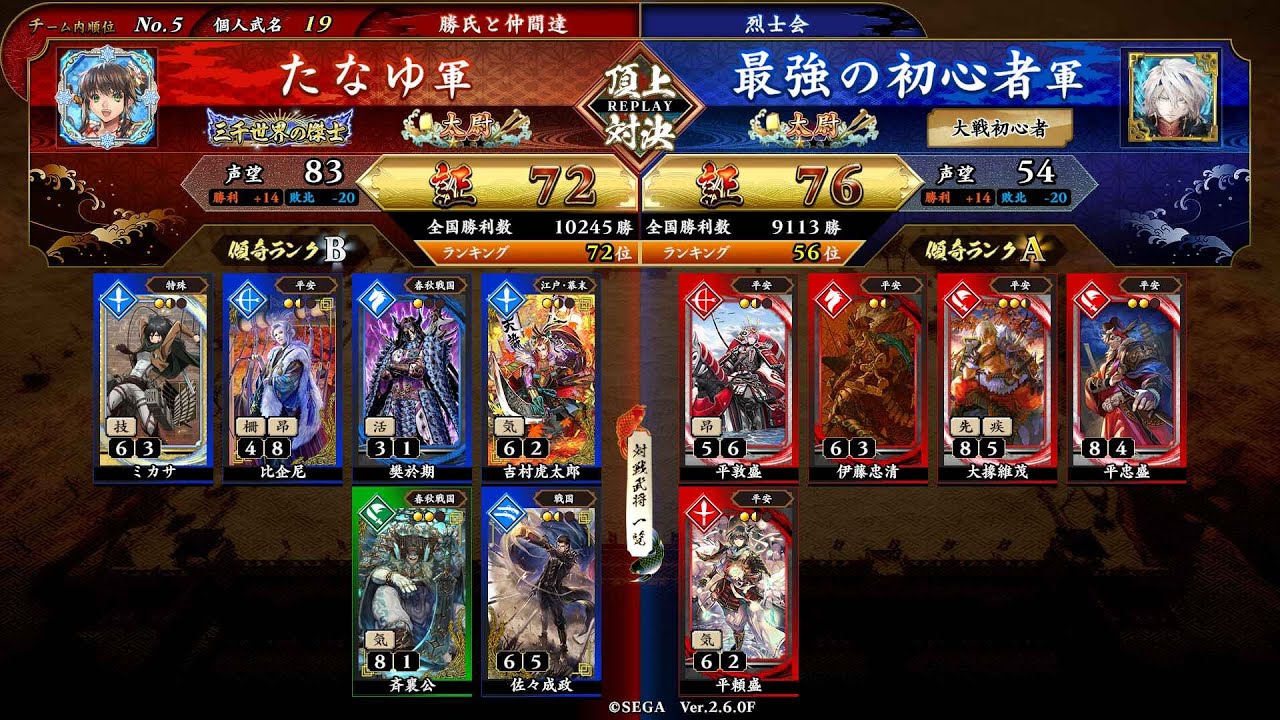 チーム内順位 No.5 個人武名 19 勝氏と仲間達 烈士会
たなゆ軍 最強の初心者軍
頂上
REPLAY
対決
三千世界の傑士 太尉 太尉 大戦初心者
声望 83 証 72 証 76 声望 54
勝利 +14 敗北 -20 勝利 +14 敗北 -20
全国勝利数 10245勝 全国勝利数 9113勝
ランキング 72位 ランキング 56位
傾奇ランクB 傾奇ランクA
特殊 平安 春秋戦国 江戸・幕末 平安 平安 平安 平安
天誅
技 柵 昂 活 気 昂 先 疾
6 3 4 8 3 1 6 2 5 6 6 3 8 5 8 4
ミカサ 比企尼 樊於期 吉村虎太郎 平敦盛 伊藤忠清 大掾維茂 平忠盛
対戦武将一覧
春秋戦国 戦国 平安
気 気
8 1 6 5 6 2
斉襄公 佐々成政 平頼盛
©SEGA Ver.2.6.0F